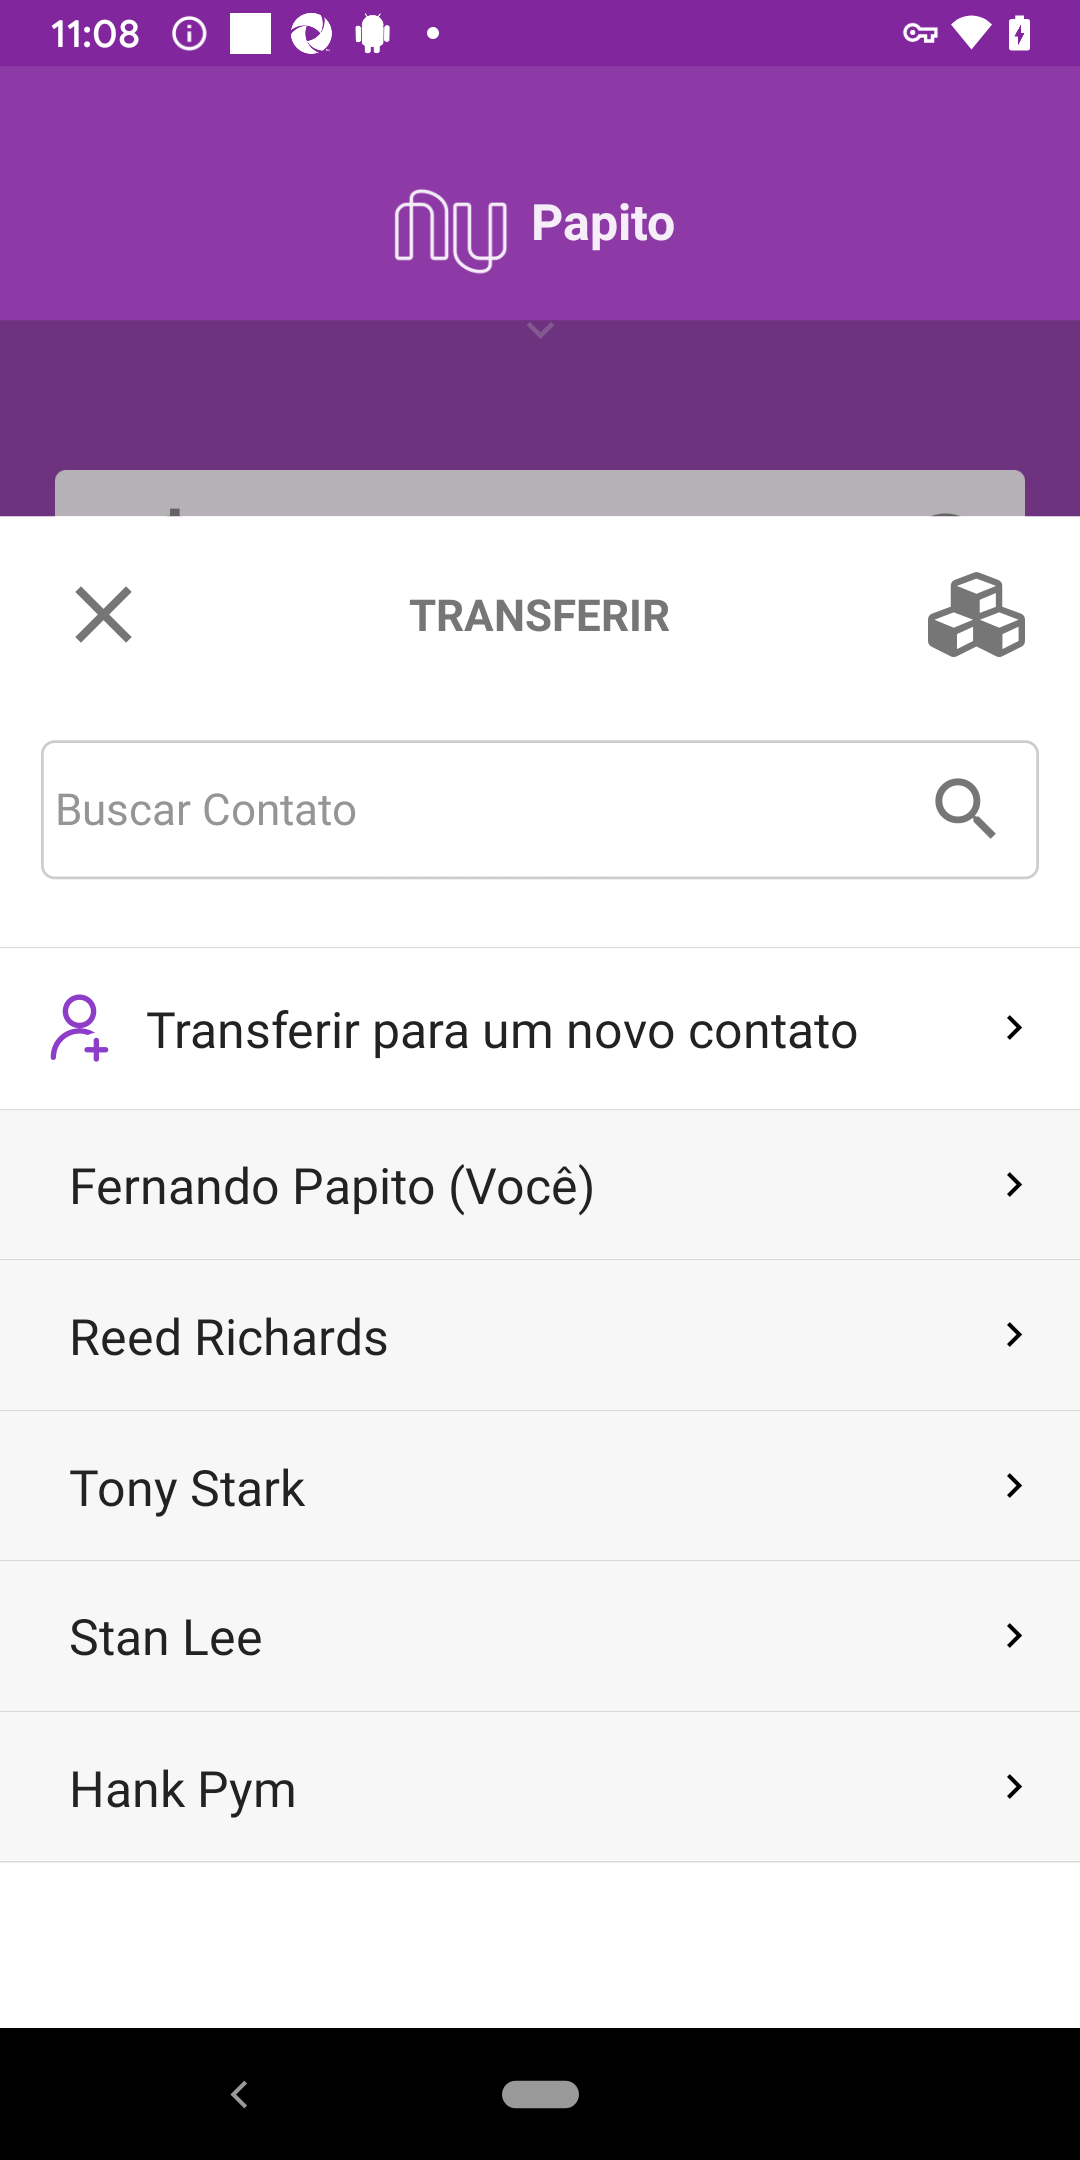 11:08
nu Papito
TRANSFERIR
Buscar Contato
Transferir para um novo contato
Fernando Papito (Você)
Reed Richards
Tony Stark
Stan Lee
Hank Pym